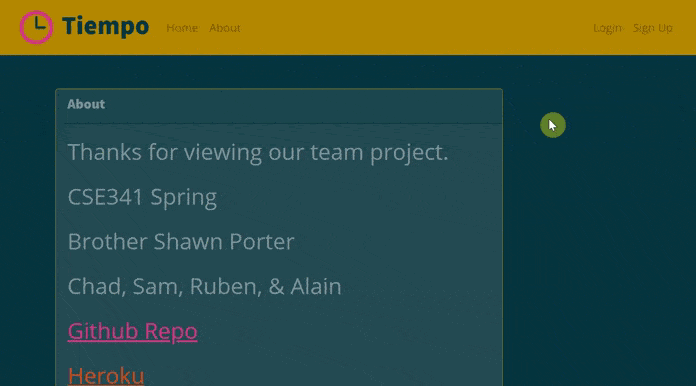 Tiempo Home About Login Sign Up
About
Thanks for viewing our team project.
CSE341 Spring
Brother Shawn Porter
Chad, Sam, Ruben, & Alain
Github Repo
Heroku